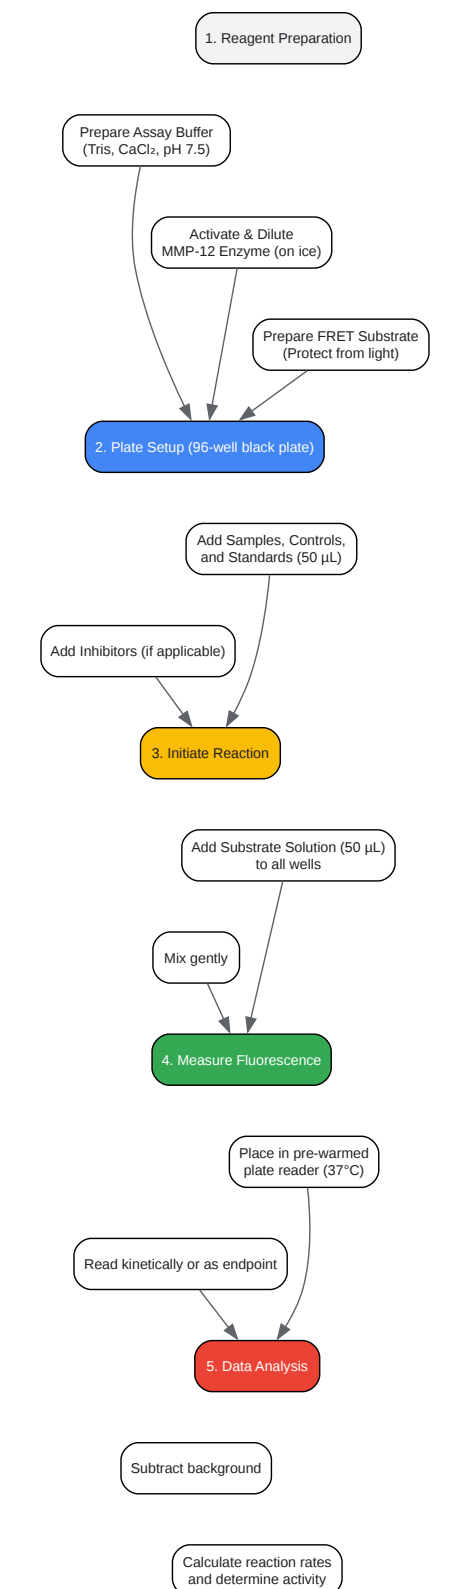 1. Reagent Preparation
Prepare Assay Buffer
(Tris, CaCl₂, pH 7.5)
Activate & Dilute
MMP-12 Enzyme (on ice)
Prepare FRET Substrate
(Protect from light)
2. Plate Setup (96-well black plate)
Add Samples, Controls,
and Standards (50 µL)
Add Inhibitors (if applicable)
3. Initiate Reaction
Add Substrate Solution (50 µL)
to all wells
Mix gently
4. Measure Fluorescence
Place in pre-warmed
plate reader (37°C)
Read kinetically or as endpoint
5. Data Analysis
Subtract background
Calculate reaction rates
and determine activity